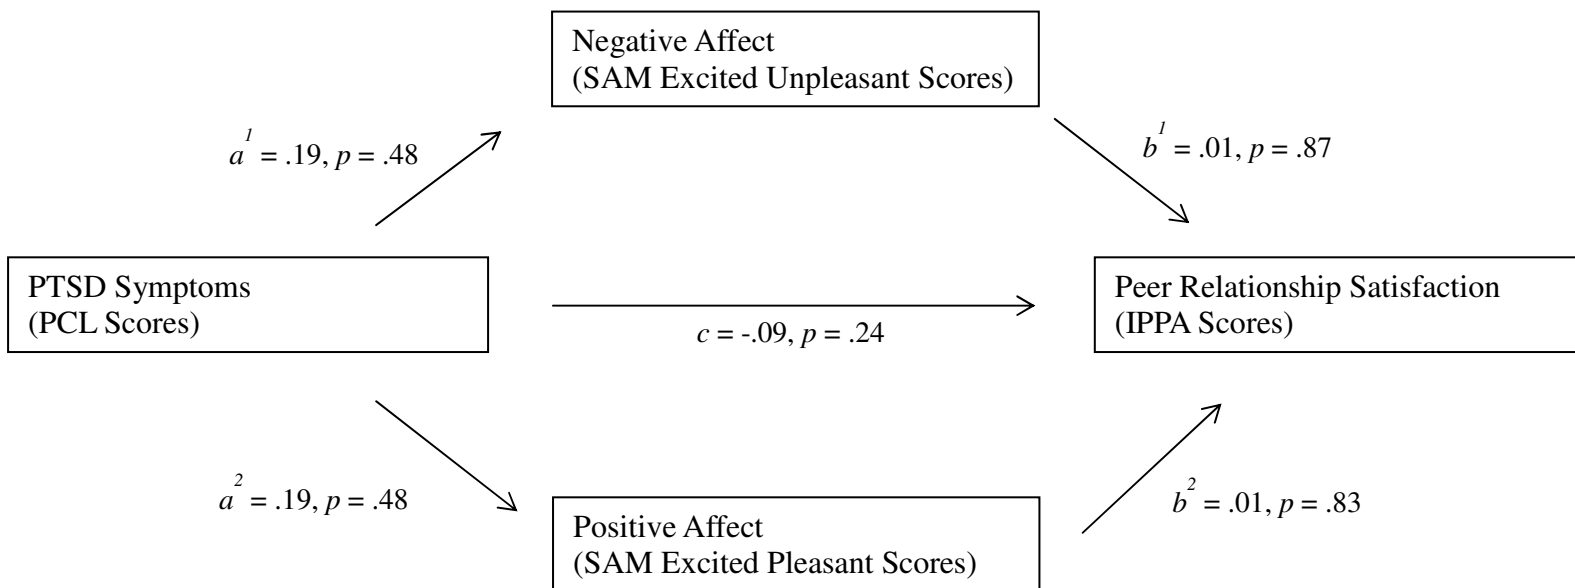 Negative Affect
(SAM Excited Unpleasant Scores)
a¹ = .19, p = .48
b¹ = .01, p = .87
PTSD Symptoms
(PCL Scores)
c = -.09, p = .24
Peer Relationship Satisfaction
(IPPA Scores)
a² = .19, p = .48
b² = .01, p = .83
Positive Affect
(SAM Excited Pleasant Scores)